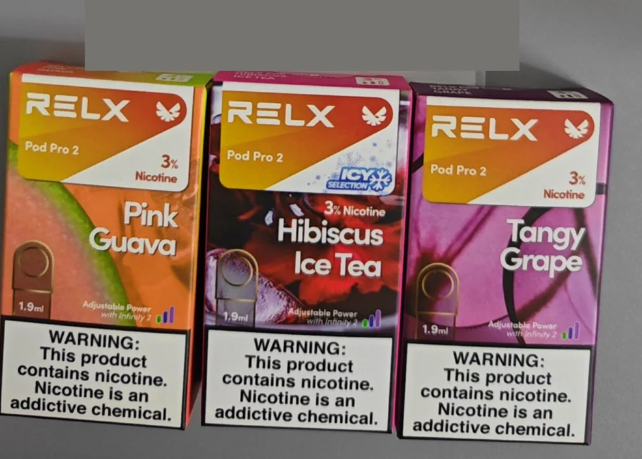 RELX
Pod Pro 2
3%
Nicotine
Pink
Guava
1.9ml
Adjustable Power
with Infinity 2
WARNING:
This product
contains nicotine.
Nicotine is an
addictive chemical.
ICE TEA
RELX
Pod Pro 2
ICY
SELECTION
3% Nicotine
Hibiscus
Ice Tea
1.9ml
Adjustable Power
with Infinity 2
WARNING:
This product
contains nicotine.
Nicotine is an
addictive chemical.
GRAPE
RELX
Pod Pro 2
3%
Nicotine
Tangy
Grape
1.9ml
Adjustable Power
with Infinity 2
WARNING:
This product
contains nicotine.
Nicotine is an
addictive chemical.